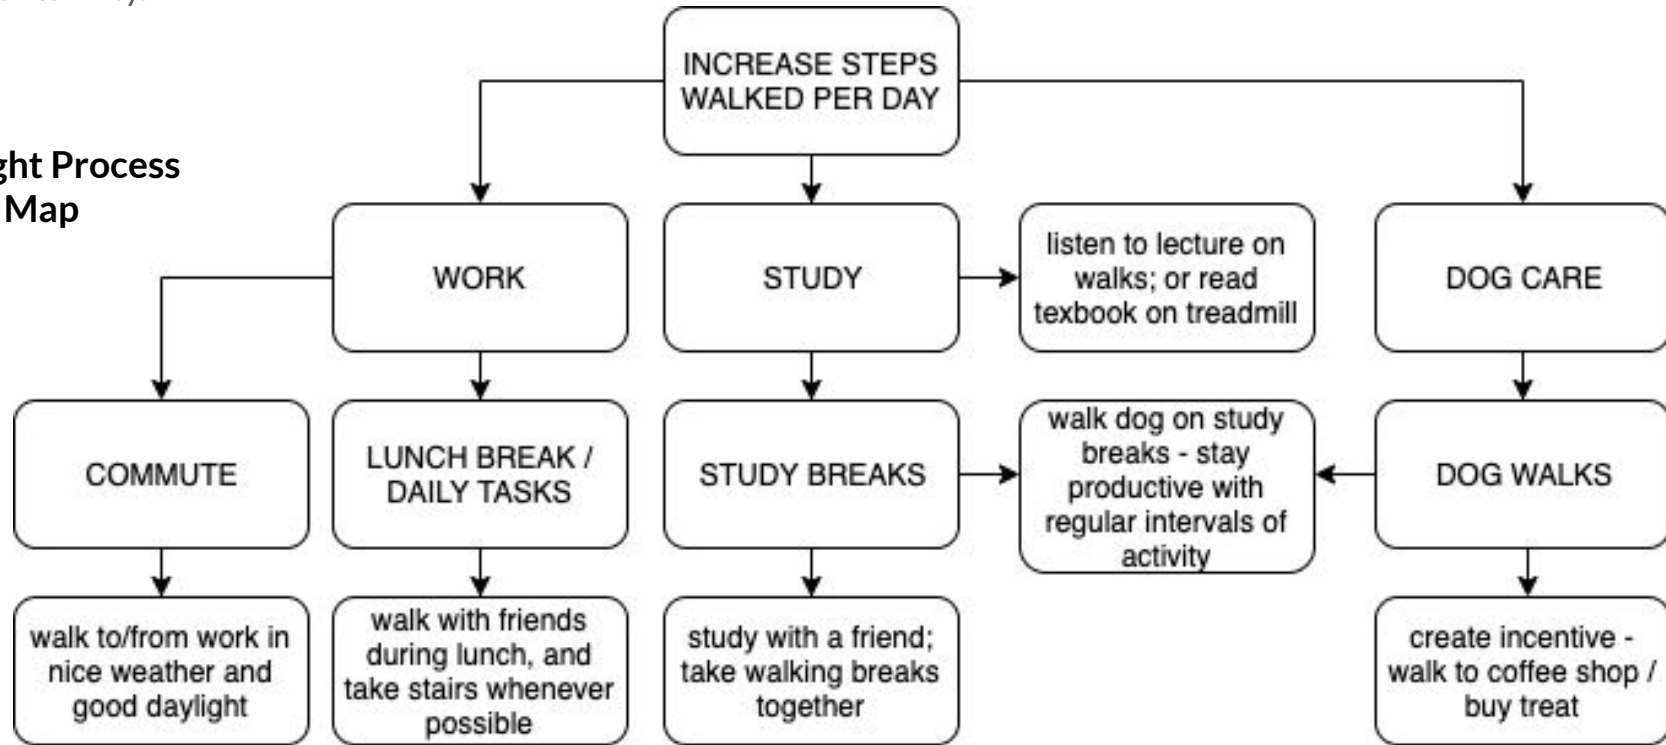 INCREASE STEPS
WALKED PER DAY
Process
Map
WORK
STUDY
listen to lecture on
walks; or read
texbook on treadmill
DOG CARE
COMMUTE
LUNCH BREAK /
DAILY TASKS
STUDY BREAKS
walk dog on study
breaks - stay
productive with
regular intervals of
activity
DOG WALKS
walk to/from work in
nice weather and
good daylight
walk with friends
during lunch, and
take stairs whenever
possible
study with a friend;
take walking breaks
together
create incentive -
walk to coffee shop /
buy treat